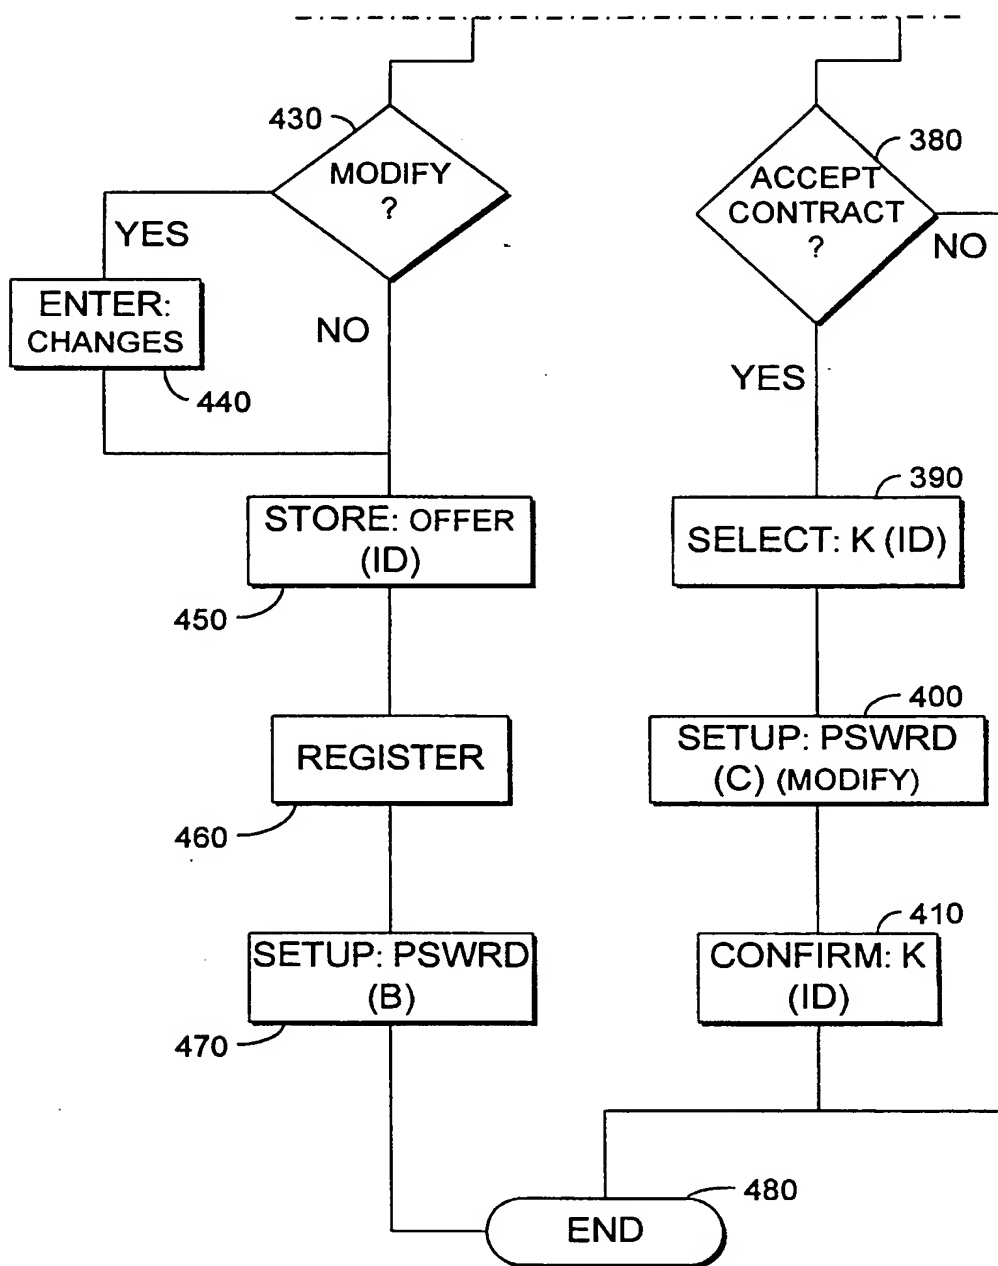 430
MODIFY
?
YES
ENTER:
CHANGES
440
NO
STORE: OFFER
(ID)
450
REGISTER
460
SETUP: PSWRD
(B)
470
380
ACCEPT
CONTRACT
?
NO
YES
390
SELECT: K (ID)
400
SETUP: PSWRD
(C) (MODIFY)
410
CONFIRM: K
(ID)
480
END